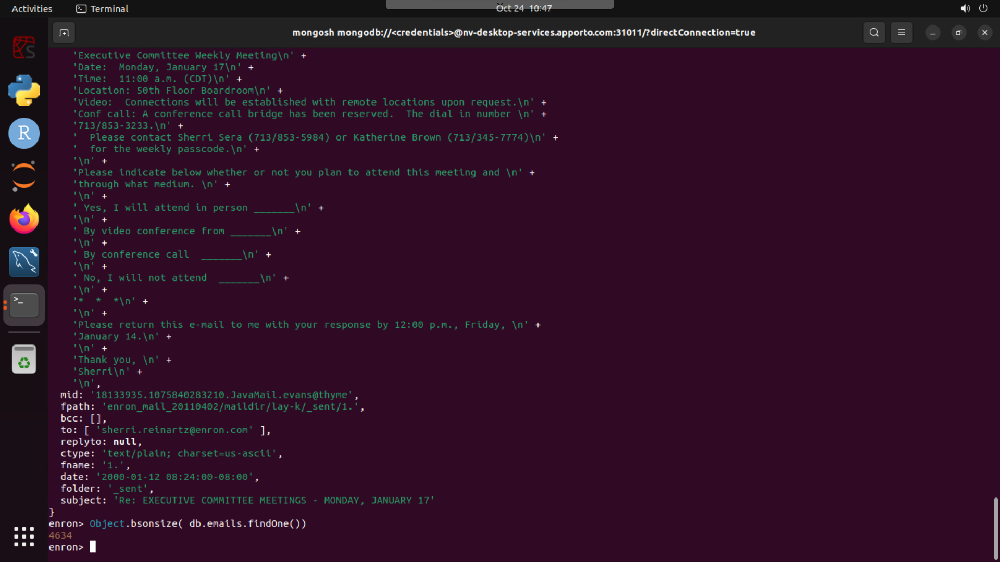 Activities
Terminal
Oct 24 10:47
mongosh mongodb://<credentials>@nv-desktop-services.apporto.com:31011/?directConnection=true
'Executive Committee Weekly Meeting\n' +
'Date:  Monday, January 17\n' +
'Time:  11:00 a.m. (CDT)\n' +
'Location: 50th Floor Boardroom\n' +
'Video:  Connections will be established with remote locations upon request.\n' +
'Conf call: A conference call bridge has been reserved.  The dial in number \n' +
'713/853-3233.\n' +
'  Please contact Sherri Sera (713/853-5984) or Katherine Brown (713/345-7774)\n' +
'  for the weekly passcode.\n' +
'\n' +
'Please indicate below whether or not you plan to attend this meeting and \n' +
'through what medium. \n' +
'\n' +
' Yes, I will attend in person _______\n' +
'\n' +
' By video conference from _______\n' +
'\n' +
' By conference call  _______\n' +
'\n' +
' No, I will not attend  _______\n' +
'\n' +
'*  *  *\n' +
'\n' +
'Please return this e-mail to me with your response by 12:00 p.m., Friday, \n' +
'January 14.\n' +
'\n' +
'Thank you, \n' +
'Sherri\n' +
'\n',
mid: '18133935.1075840283210.JavaMail.evans@thyme',
fpath: 'enron_mail_20110402/maildir/lay-k/_sent/1.',
bcc: [],
to: [ 'sherri.reinartz@enron.com' ],
replyto: null,
ctype: 'text/plain; charset=us-ascii',
fname: '1.',
date: '2000-01-12 08:24:00-08:00',
folder: '_sent',
subject: 'Re: EXECUTIVE COMMITTEE MEETINGS - MONDAY, JANUARY 17'
}
enron> Object.bsonsize( db.emails.findOne())
4634
enron>